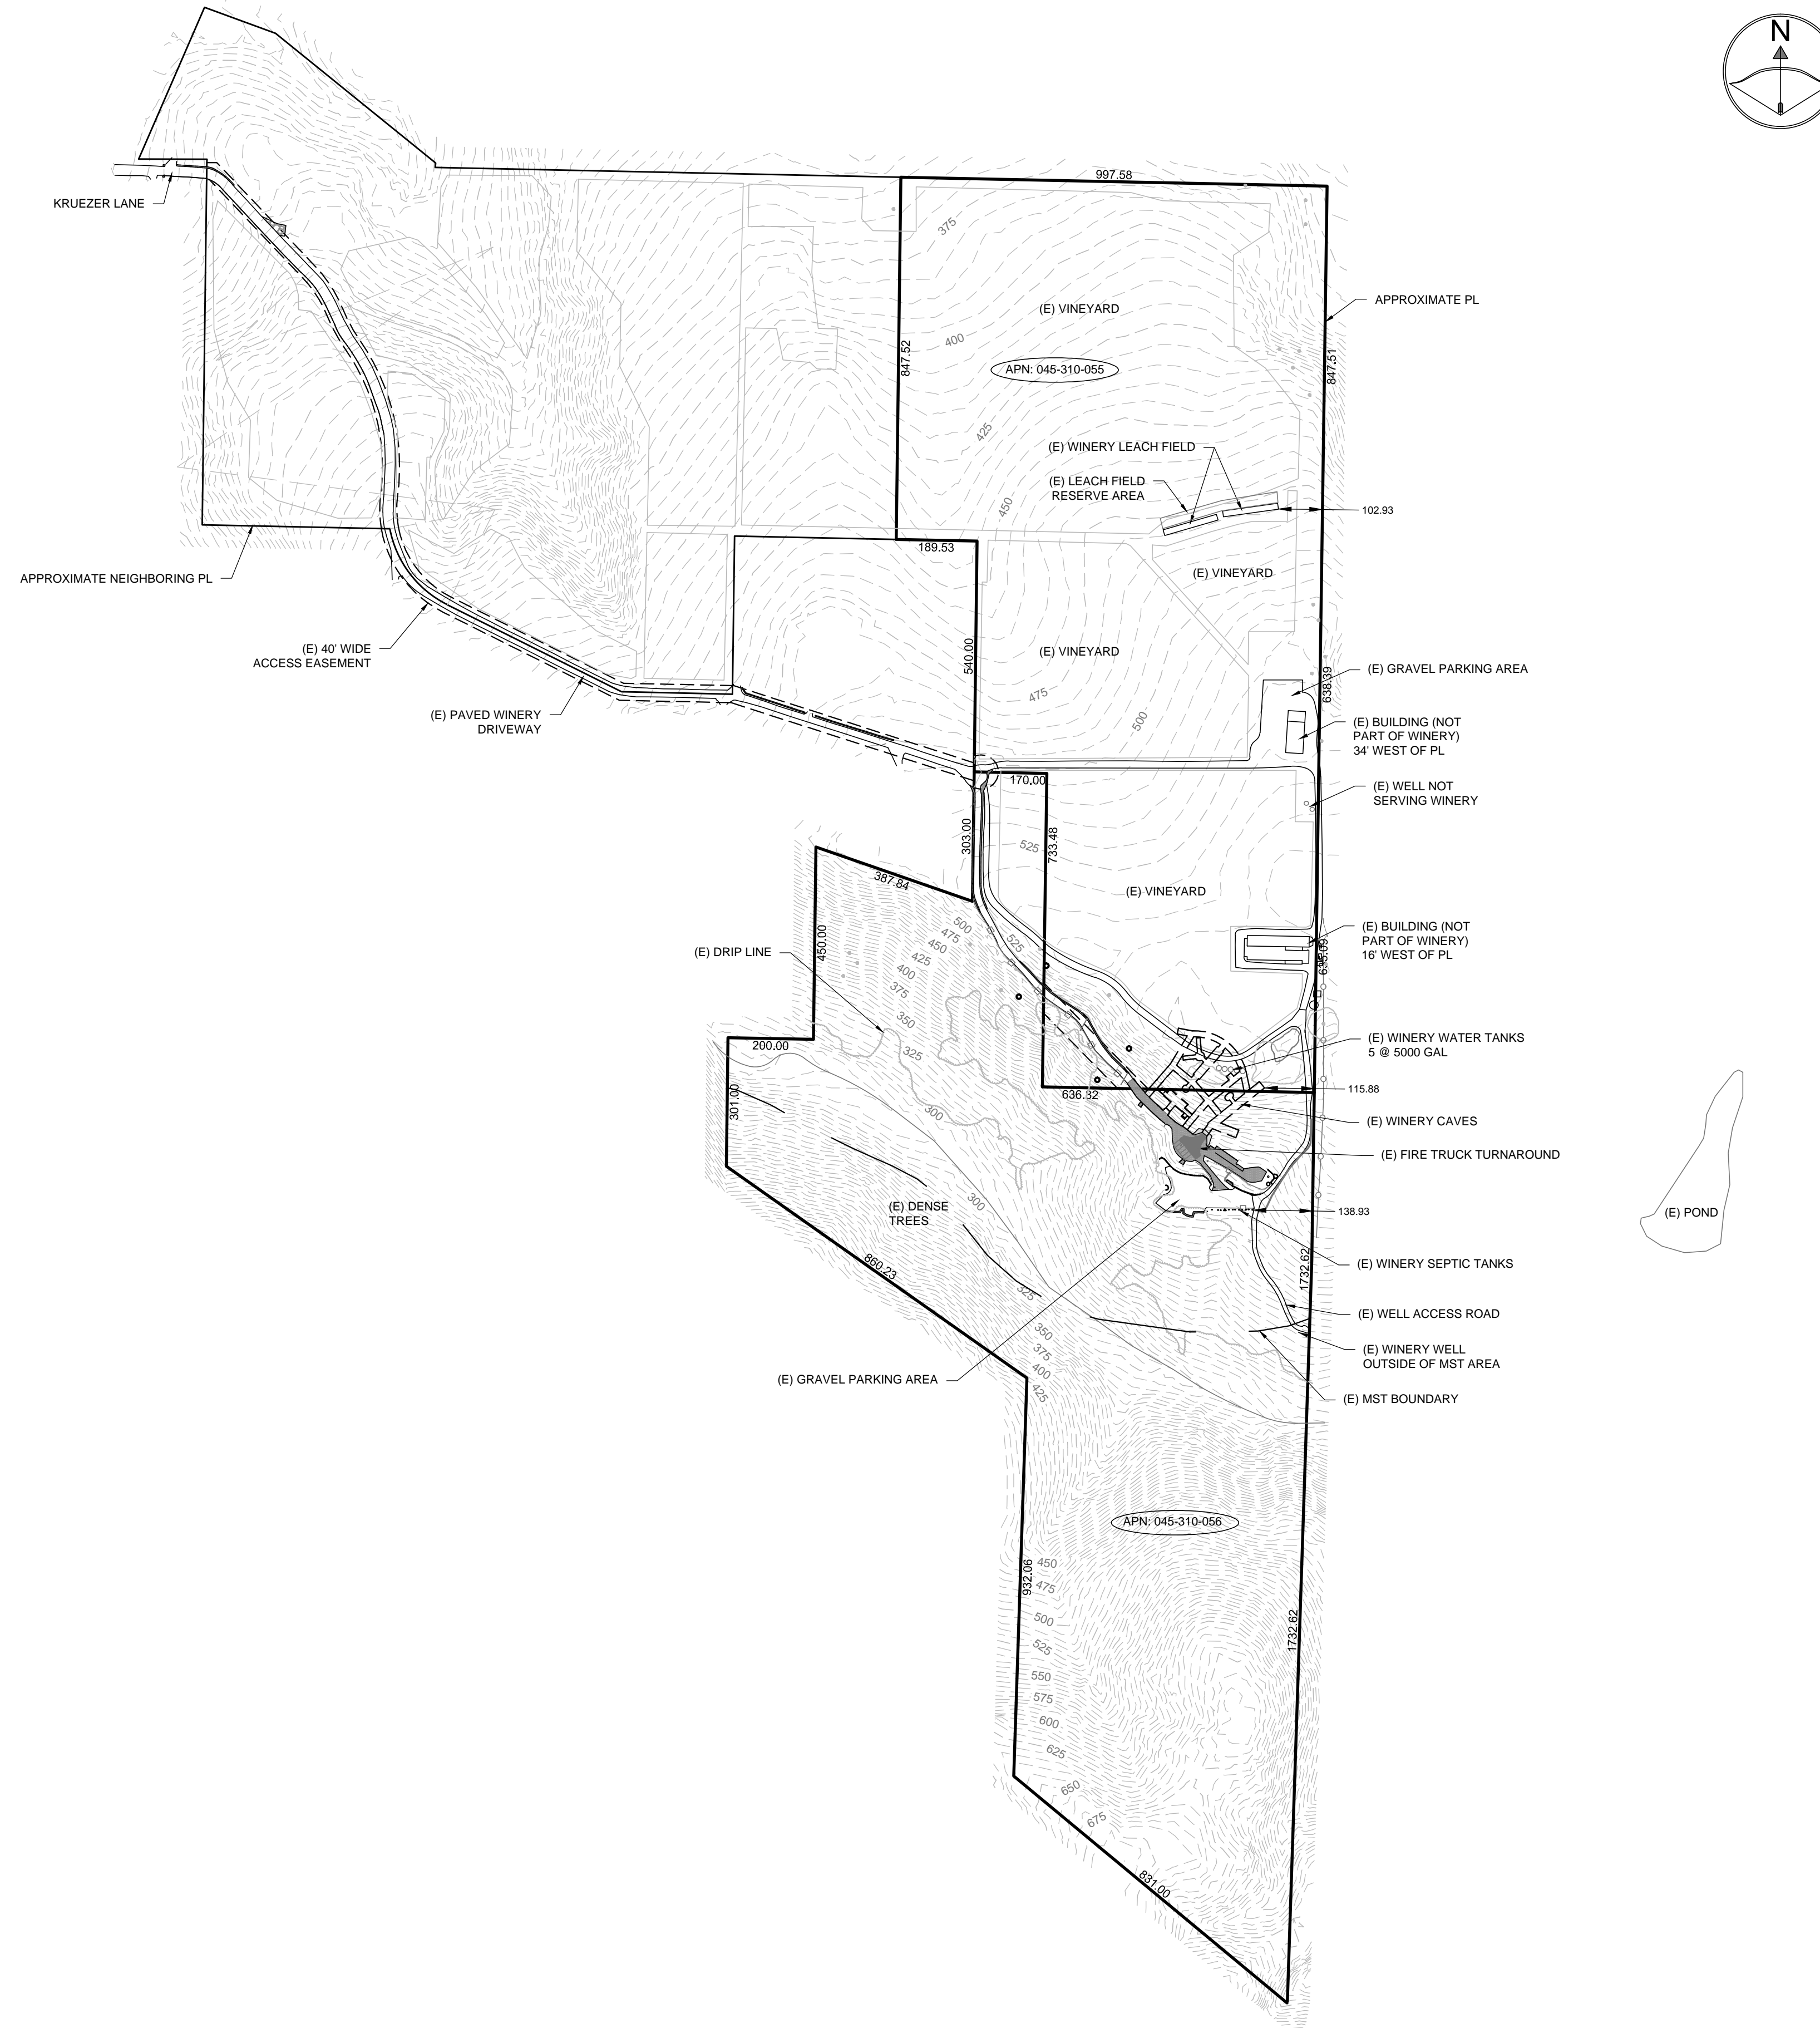 N
997.58
KRUEZER LANE
375
APPROXIMATE PL
(E) VINEYARD
400
847.52
847.51
APN: 045-310-055
425
(E) WINERY LEACH FIELD
(E) LEACH FIELD
RESERVE AREA
450
102.93
189.53
(E) VINEYARD
APPROXIMATE NEIGHBORING PL
(E) 40' WIDE
ACCESS EASEMENT
540.00
(E) VINEYARD
(E) GRAVEL PARKING AREA
638.39
475
500
(E) PAVED WINERY
DRIVEWAY
(E) BUILDING (NOT
PART OF WINERY)
34' WEST OF PL
170.00
(E) WELL NOT
SERVING WINERY
303.00
525
733.48
387.84
(E) VINEYARD
500
475
450
425
400
375
350
325
525
450.00
(E) DRIP LINE
(E) BUILDING (NOT
PART OF WINERY)
16' WEST OF PL
200.00
(E) WINERY WATER TANKS
5 @ 5000 GAL
301.00
636.32
115.88
300
(E) WINERY CAVES
(E) FIRE TRUCK TURNAROUND
300
(E) DENSE
TREES
138.93
(E) POND
860.23
1732.62
(E) WINERY SEPTIC TANKS
325
(E) WELL ACCESS ROAD
350
375
400
425
(E) WINERY WELL
OUTSIDE OF MST AREA
(E) GRAVEL PARKING AREA
(E) MST BOUNDARY
APN: 045-310-056
932.06
450
475
500
525
550
575
600
625
650
675
1732.62
831.00